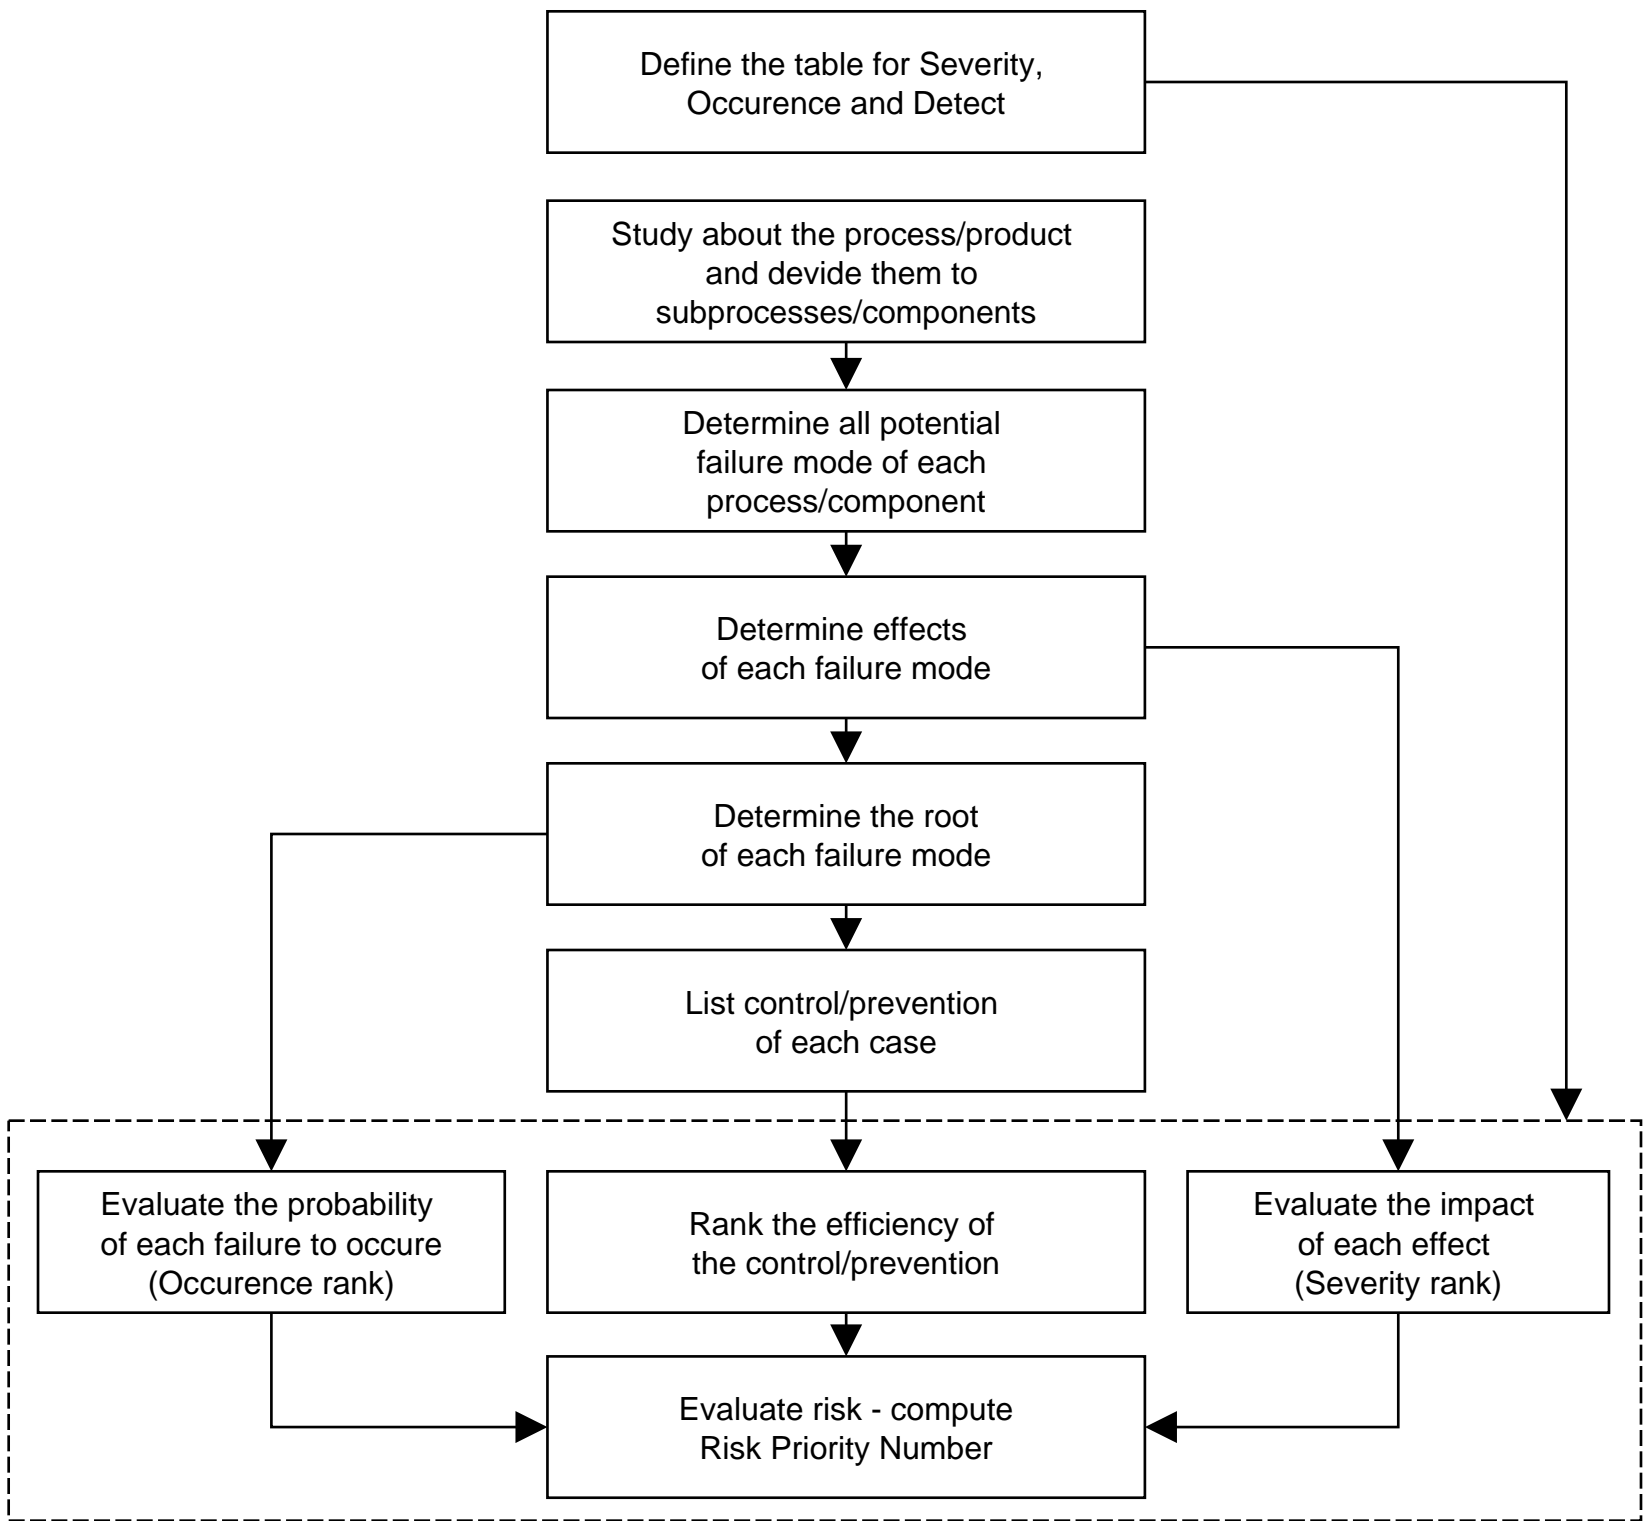 Define the table for Severity,
Occurence and Detect
Study about the process/product
and devide them to
subprocesses/components
Determine all potential
failure mode of each
process/component
Determine effects
of each failure mode
Determine the root
of each failure mode
List control/prevention
of each case
Evaluate the probability
of each failure to occure
(Occurence rank)
Rank the efficiency of
the control/prevention
Evaluate the impact
of each effect
(Severity rank)
Evaluate risk - compute
Risk Priority Number